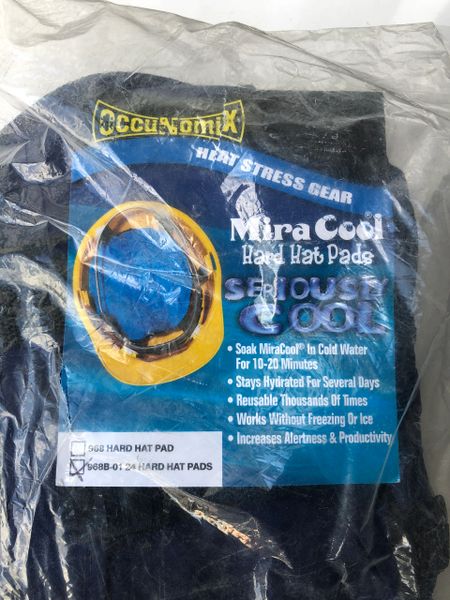 OccuNomiX
HEAT STRESS GEAR
MiraCool®
Hard Hat Pads
SERIOUSLY
COOL
• Soak MiraCool® In Cold Water
For 10-20 Minutes
• Stays Hydrated For Several Days
• Reusable Thousands Of Times
• Works Without Freezing Or Ice
• Increases Alertness & Productivity
968 HARD HAT PAD
968B-01 24 HARD HAT PADS